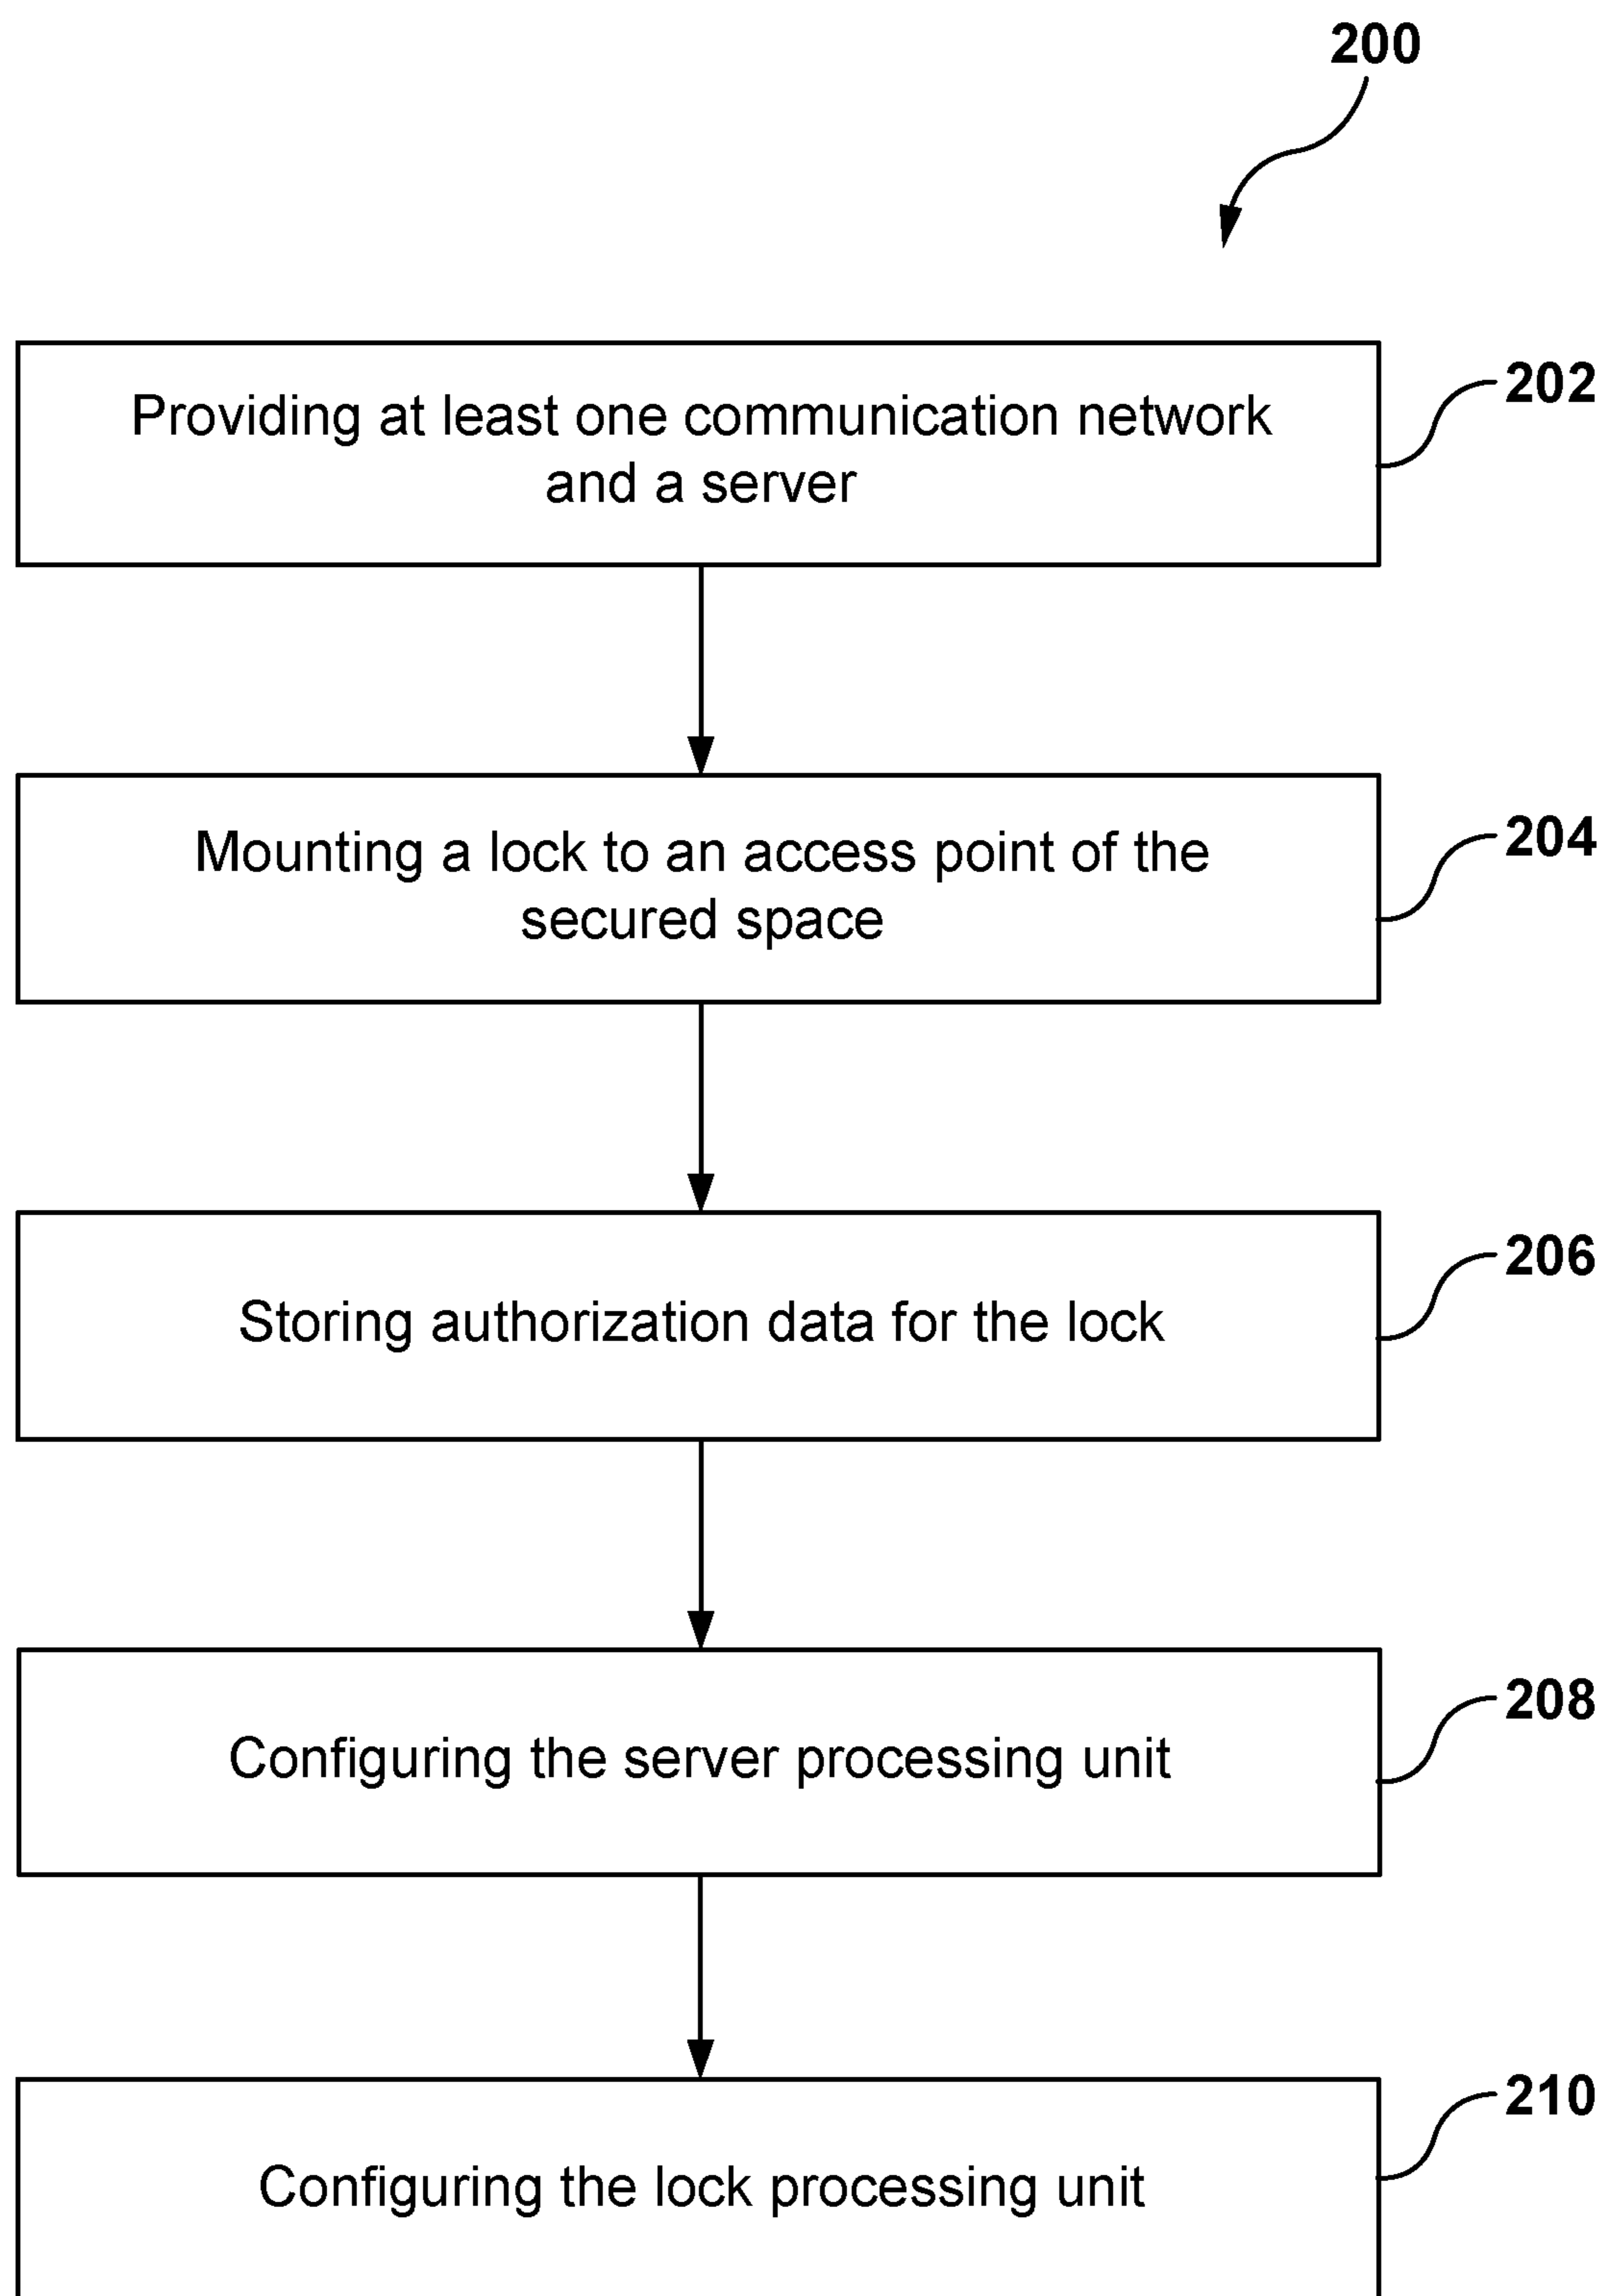 200
Providing at least one communication network
and a server
202
Mounting a lock to an access point of the
secured space
204
Storing authorization data for the lock
206
Configuring the server processing unit
208
Configuring the lock processing unit
210